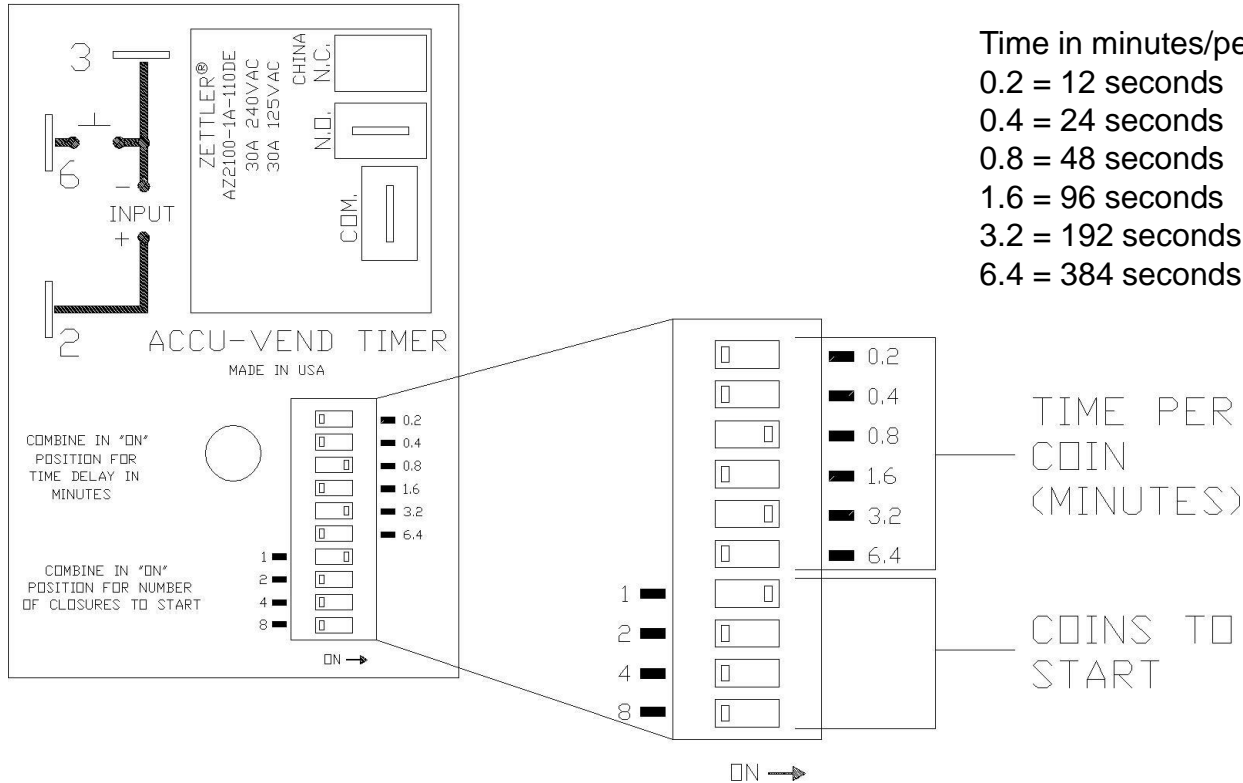 3
6
-
INPUT
+
2
ZETTLER®
AZ2100-1A-110DE
30A 240VAC
30A 125VAC
CHINA
N.C.
N.O.
COM.
ACCU-VEND TIMER
MADE IN USA
COMBINE IN "ON"
POSITION FOR
TIME DELAY IN
MINUTES
0.2
0.4
0.8
1.6
3.2
6.4
COMBINE IN "ON"
POSITION FOR NUMBER
OF CLOSURES TO START
1
2
4
8
ON
Time in minutes/pe
0.2 = 12 seconds
0.4 = 24 seconds
0.8 = 48 seconds
1.6 = 96 seconds
3.2 = 192 seconds
6.4 = 384 seconds
0.2
0.4
0.8
1.6
3.2
6.4
TIME PER
COIN
(MINUTES)
1
2
4
8
COINS TO
START
ON